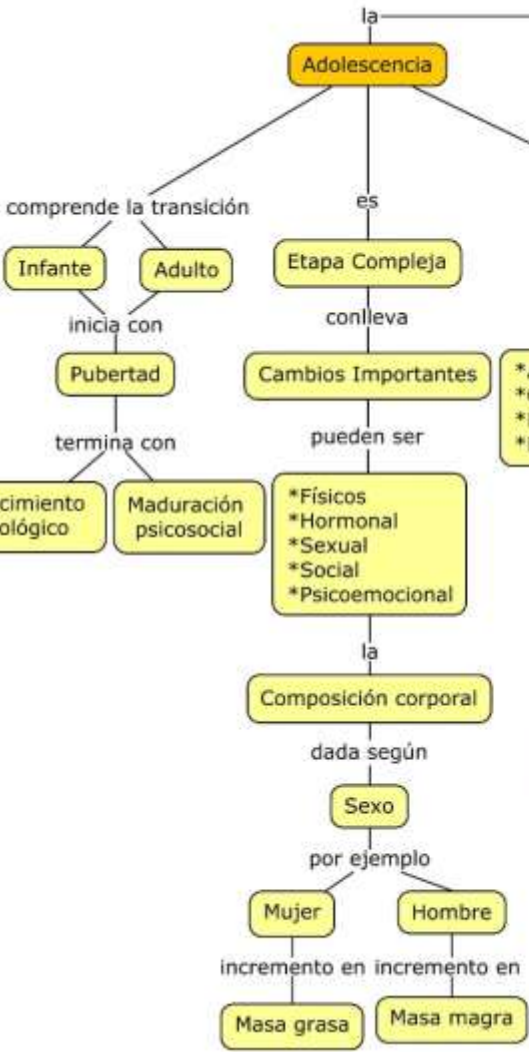 la
Adolescencia
comprende la transición
es
Infante
Adulto
Etapa Compleja
inicia con
conlleva
Pubertad
Cambios Importantes
termina con
pueden ser
Maduración
psicosocial
*Físicos
*Hormonal
*Sexual
*Social
*Psicoemocional
la
Composición corporal
dada según
Sexo
por ejemplo
Mujer
Hombre
incremento en
incremento en
Masa grasa
Masa magra